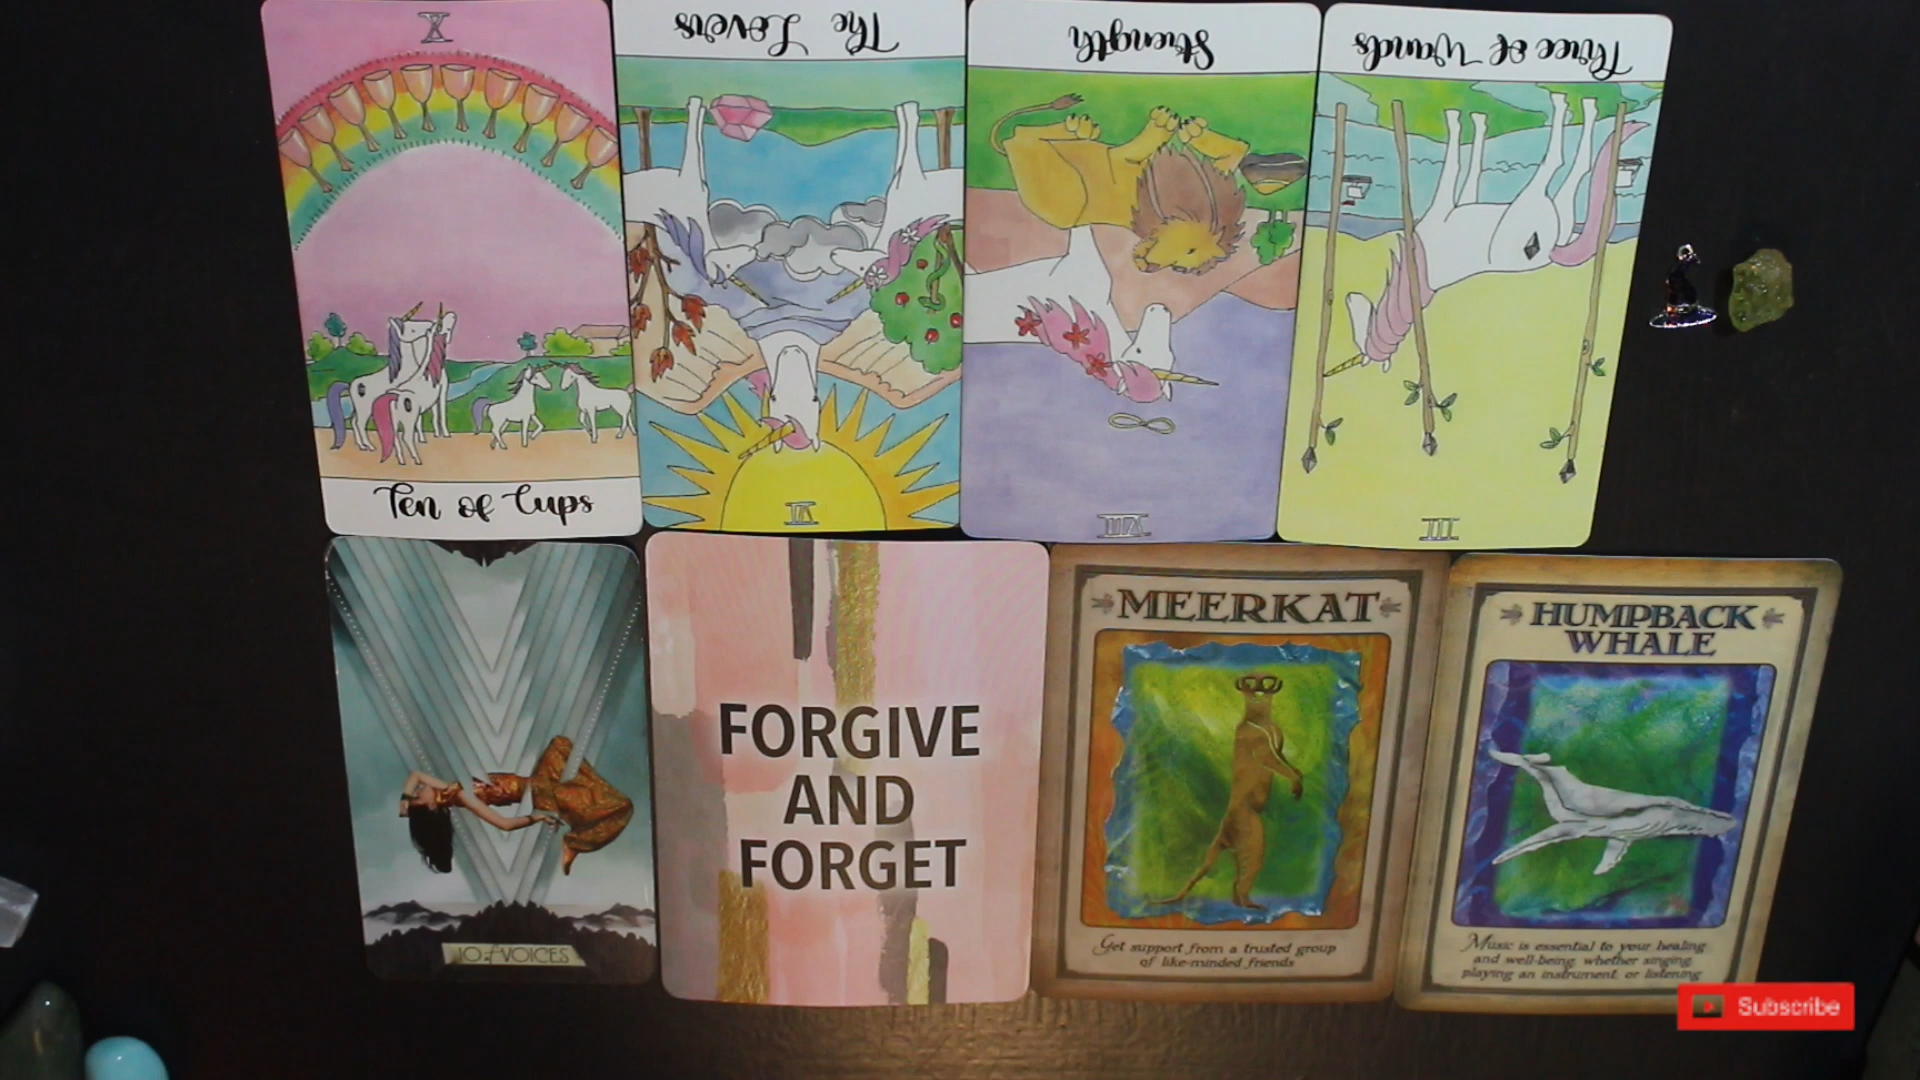 X
Ten of Cups
The Lovers
VI
Strength
VIII
Three of Wands
III
10 of VOICES
FORGIVE
AND
FORGET
MEERKAT
Get support from a trusted group
of like-minded friends
HUMPBACK
WHALE
Music is essential to your healing
and well-being, whether singing,
playing an instrument, or listening
Subscribe